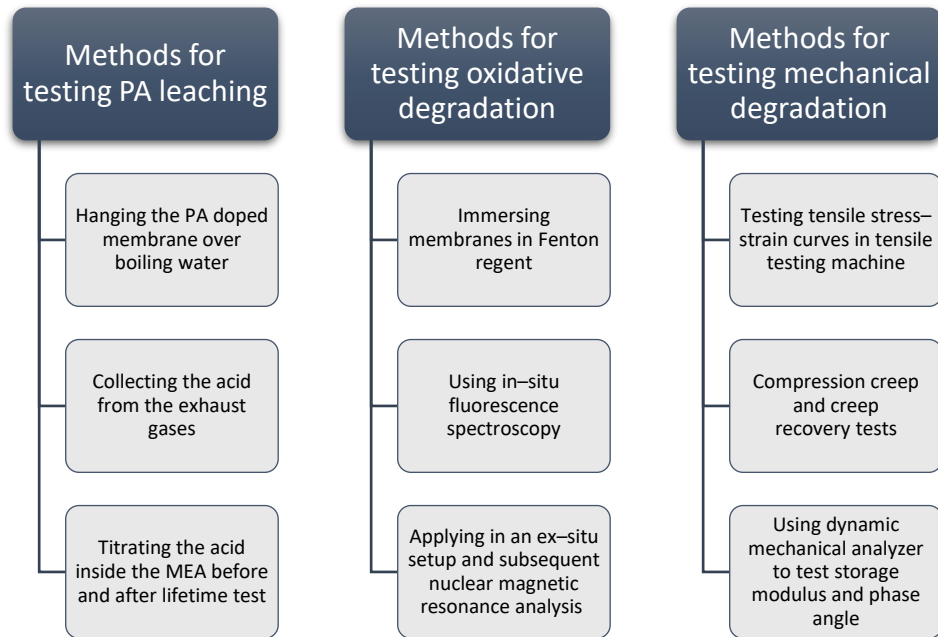 Methods for
testing PA leaching
Hanging the PA doped
membrane over
boiling water
Collecting the acid
from the exhaust
gases
Titrating the acid
inside the MEA before
and after lifetime test
Methods for
testing oxidative
degradation
Immersing
membranes in Fenton
regent
Using in–situ
fluorescence
spectroscopy
Applying in an ex–situ
setup and subsequent
nuclear magnetic
resonance analysis
Methods for
testing mechanical
degradation
Testing tensile stress–
strain curves in tensile
testing machine
Compression creep
and creep
recovery tests
Using dynamic
mechanical analyzer
to test storage
modulus and phase
angle